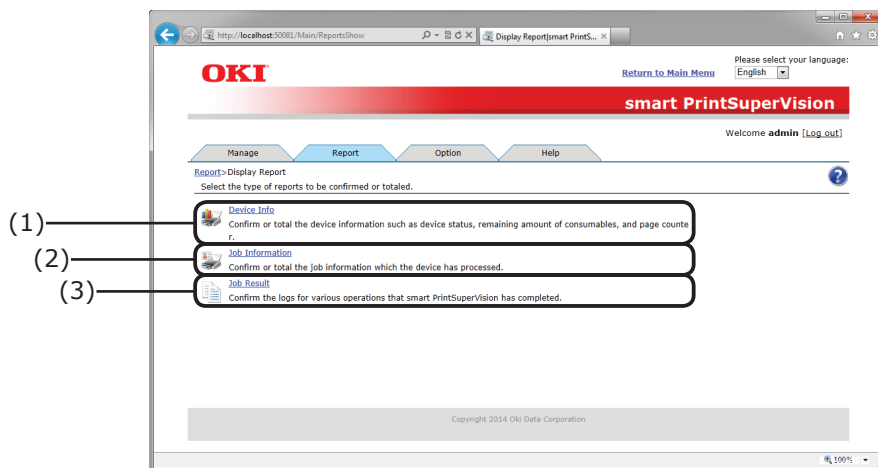 http://localhost:50081/Main/ReportsShow
Display Report|smart PrintS...
OKI
Return to Main Menu
Please select your language:
English
smart PrintSuperVision
Welcome admin [Log out]
Manage
Report
Option
Help
Report>Display Report
Select the type of reports to be confirmed or totaled.
(1)
Device Info
Confirm or total the device information such as device status, remaining amount of consumables, and page counte
r.
(2)
Job Information
Confirm or total the job information which the device has processed.
(3)
Job Result
Confirm the logs for various operations that smart PrintSuperVision has completed.
Copyright 2014 Oki Data Corporation
100%